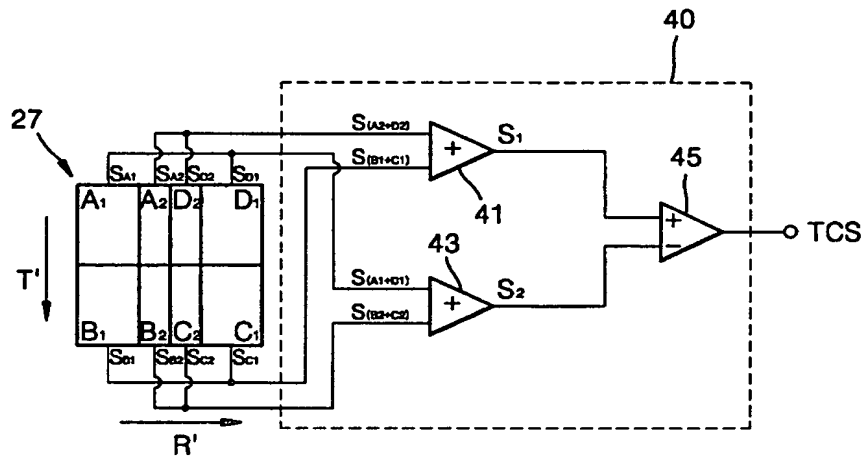 40
27
S(A2+D2)
S1
45
SA1 SA2 SD2 SD1
S(B1+C1)
+
41
A1 A2 D2 D1
+
−
TCS
T'
S(A1+D1)
43
S2
+
B1 B2 C2 C1
S(B2+C2)
SB1 SB2 SC2 SC1
R'